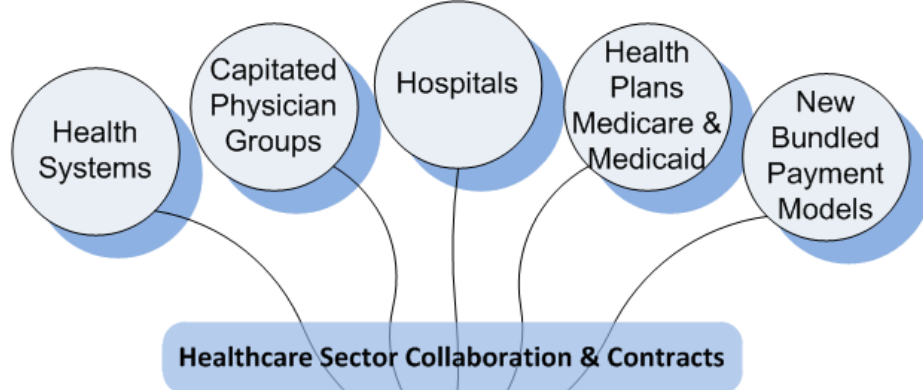 Health
Systems
Capitated
Physician
Groups
Hospitals
Health
Plans
Medicare &
Medicaid
New
Bundled
Payment
Models
Healthcare Sector Collaboration & Contracts